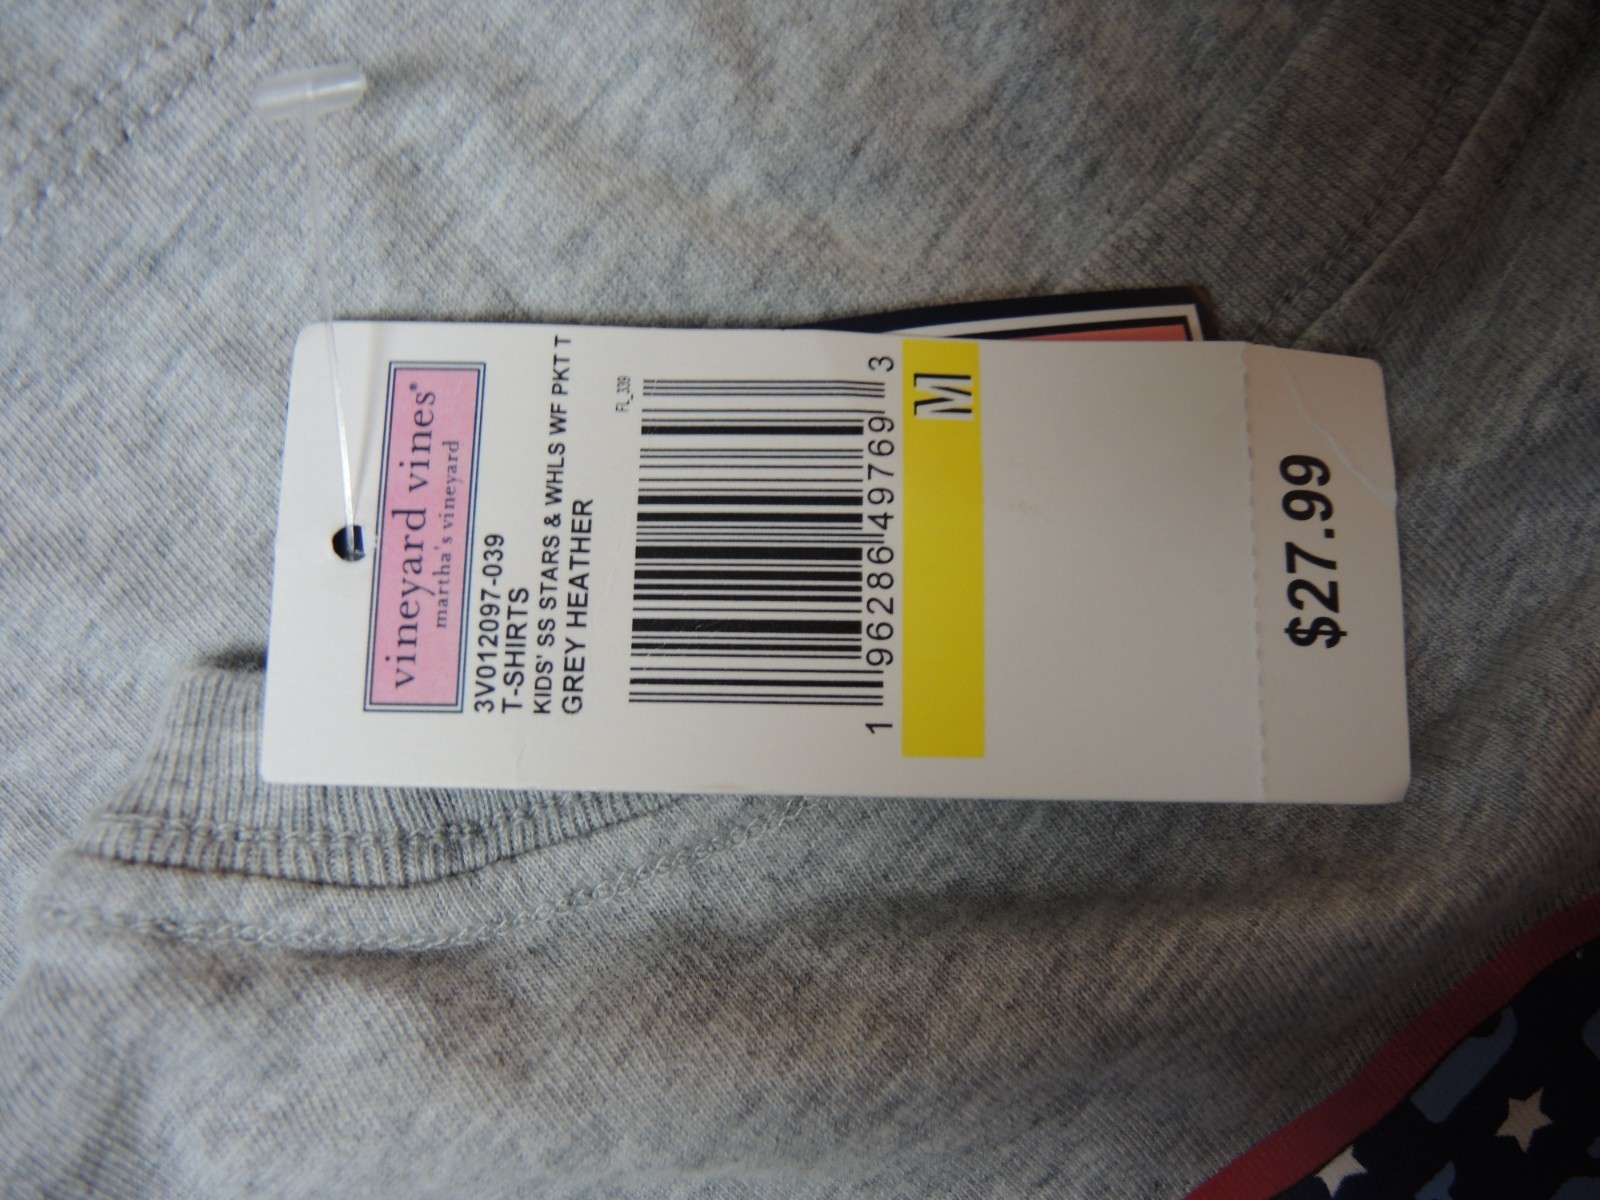 vineyard vines®
martha's vineyard
3V012097-039
T-SHIRTS
KIDS' SS STARS & WHLS WF PKT T
GREY HEATHER
FL_339
1 96286 49769 3
M
$27.99